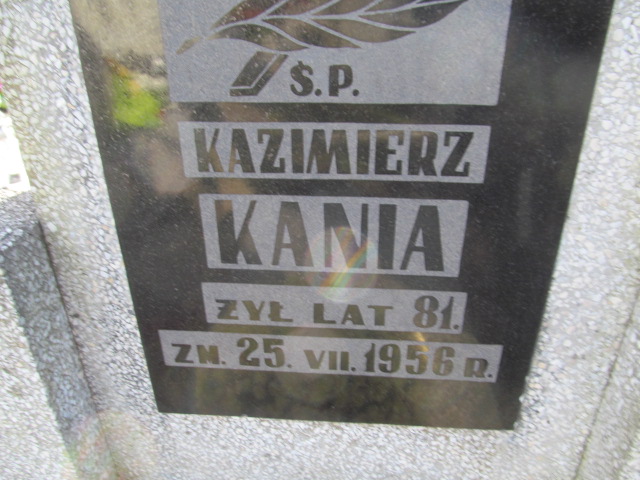 Ś.P.
KAZIMIERZ
KANIA
ŻYŁ LAT 81.
ZM. 25. VII. 1956 R.